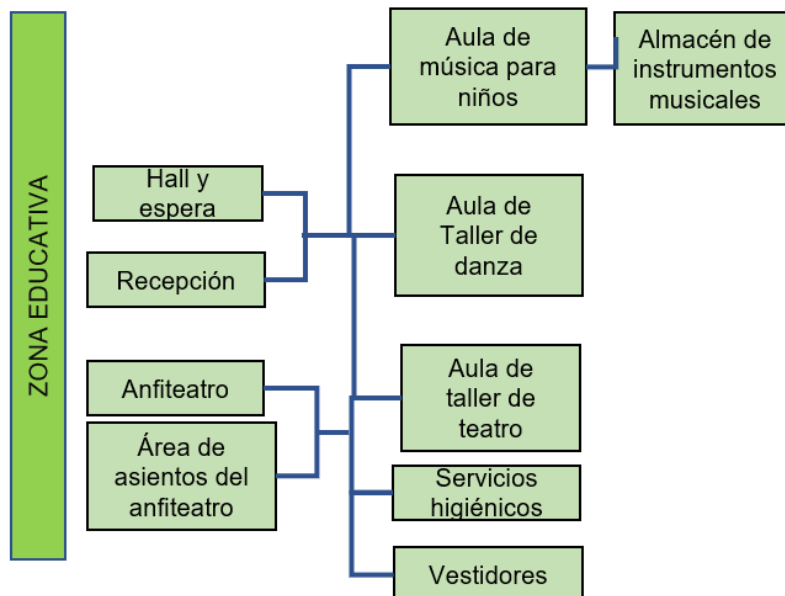 ZONA EDUCATIVA
Hall y
espera
Recepción
Anfiteatro
Área de
asientos del
anfiteatro
Aula de
música para
niños
Almacén de
instrumentos
musicales
Aula de
Taller de
danza
Aula de
taller de
teatro
Servicios
higiénicos
Vestidores